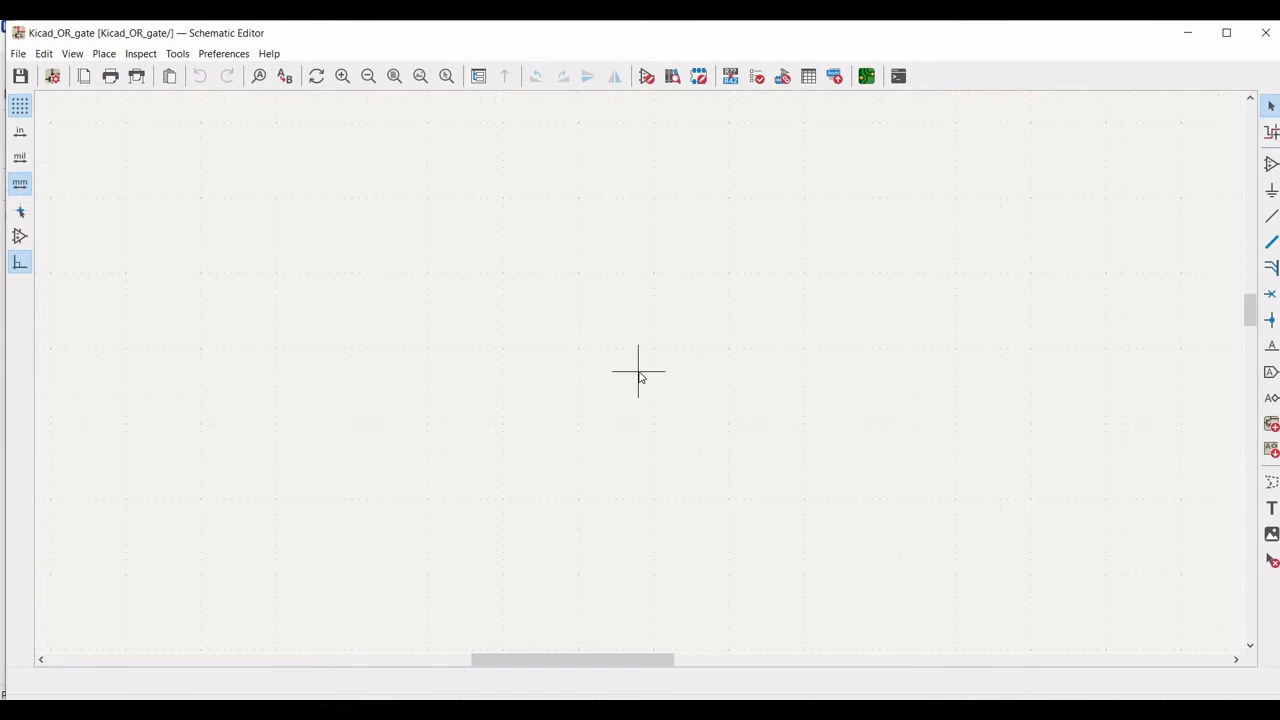 Kicad_OR_gate [Kicad_OR_gate/] — Schematic Editor
File Edit View Place Inspect Tools Preferences Help
in
mil
mm